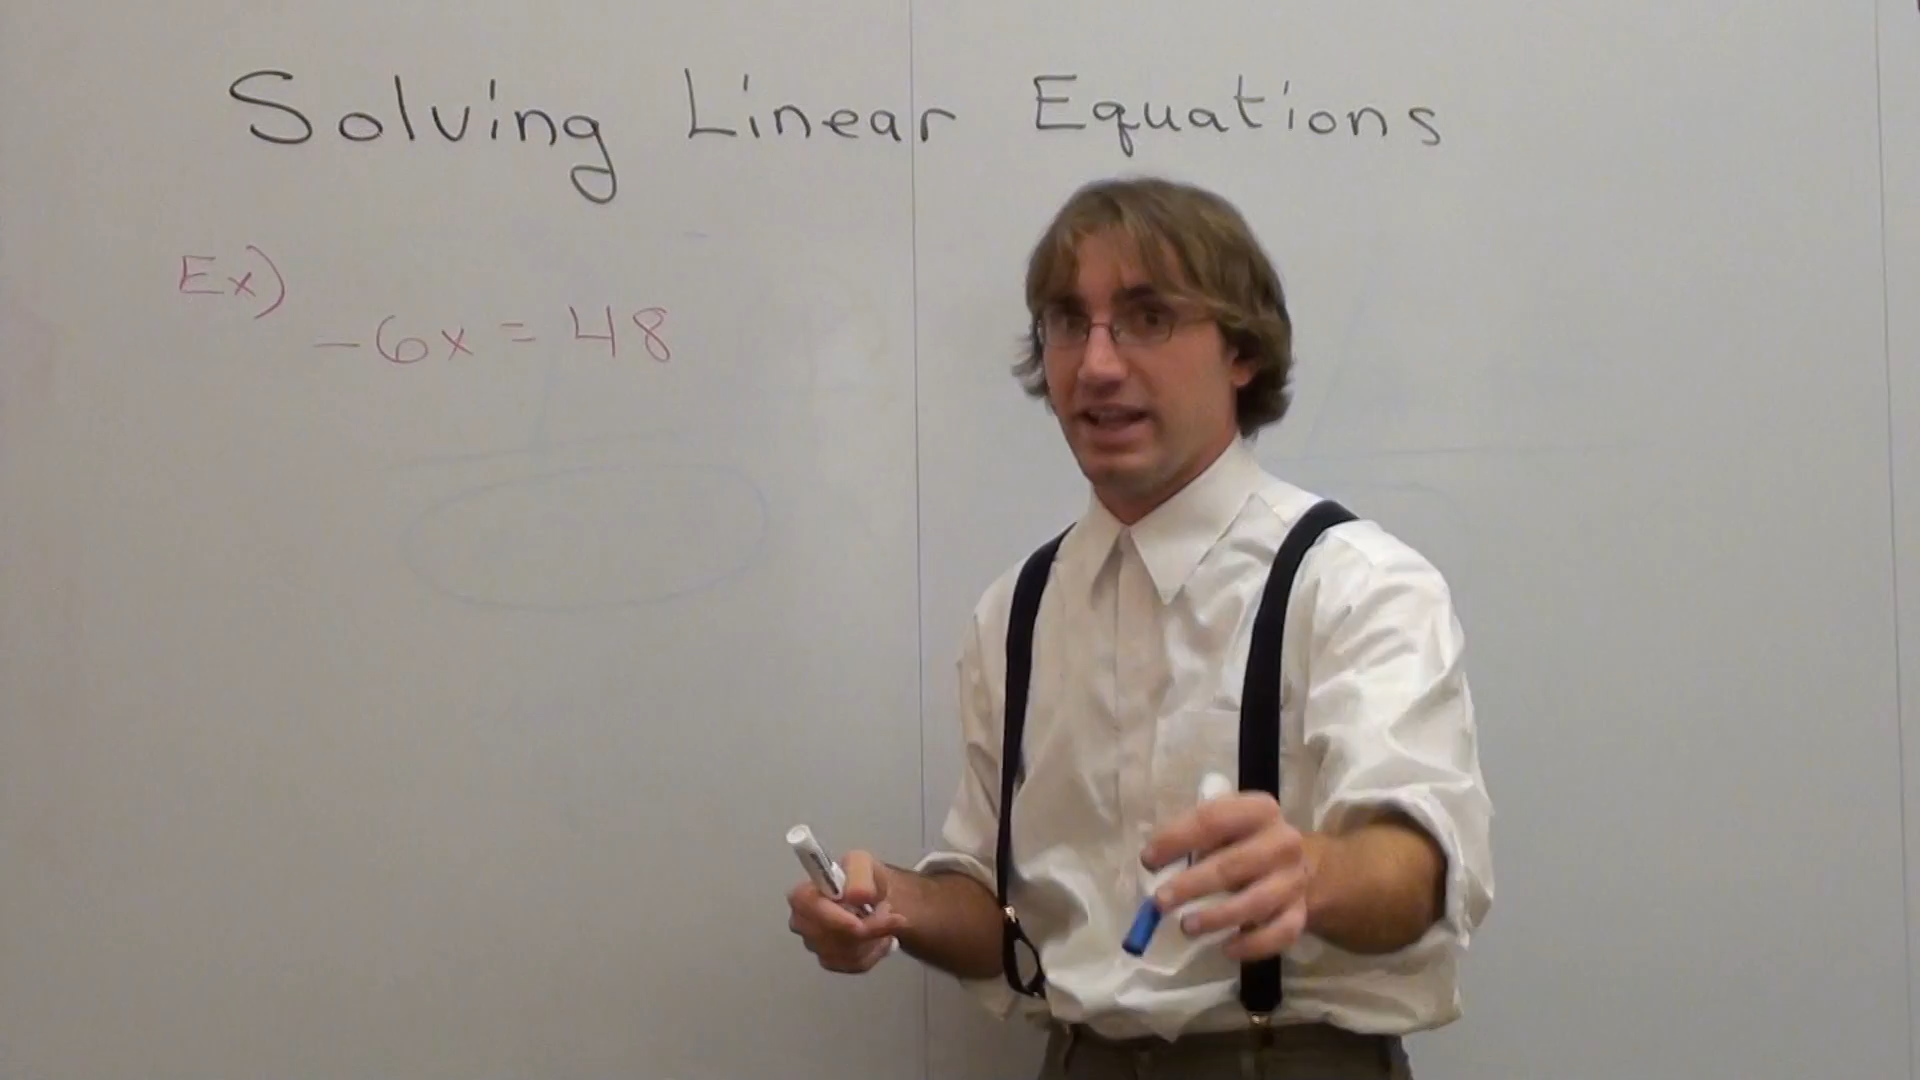 Solving Linear Equations
Ex)
-6x = 48